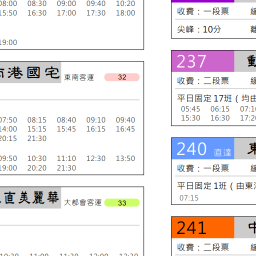 08:00 08:30 09:00 09:40 10:20
15:50 16:30 17:00 17:30 18:00
19:00
南港國宅 東南客運 32
07:50 08:15 08:40 09:10 09:40
14:00 15:15 15:45 16:15 16:45
20:15 21:30
09:50 10:30 11:10 12:30 13:50
19:00 20:20 21:30
直美麗華 大都會客運 33
收費：一段票
尖峰：10分
237
收費：二段票
平日固定17班（均由
05:45 06:15 07:10
15:30 16:30 17:20
240 直達
收費：一段票
平日固定1班（由東
07:15
241
收費：二段票